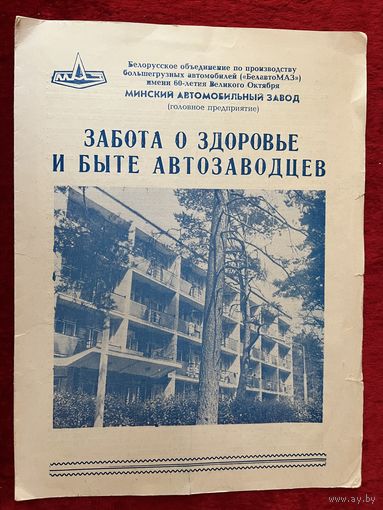 МАЗ
Белорусское объединение по производству
большегрузных автомобилей («БелавтоМАЗ»)
имени 60-летия Великого Октября
МИНСКИЙ АВТОМОБИЛЬНЫЙ ЗАВОД
(головное предприятие)
ЗАБОТА О ЗДОРОВЬЕ
И БЫТЕ АВТОЗАВОДЦЕВ
www.ay.by